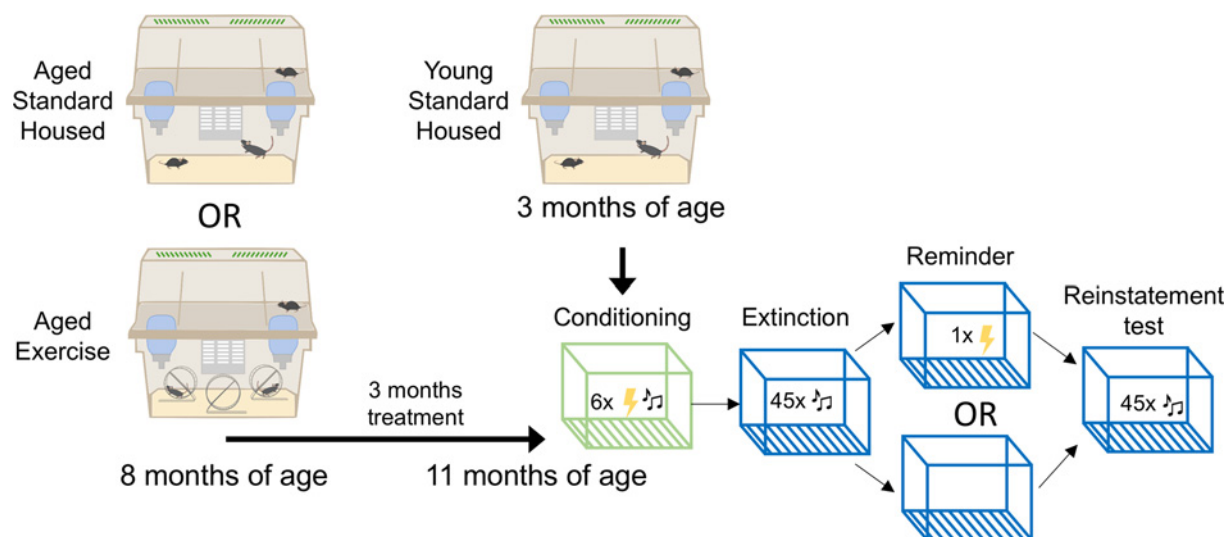 Aged
Standard
Housed
Young
Standard
Housed
OR
3 months of age
Aged
Exercise
3 months
treatment
8 months of age
11 months of age
Conditioning
6x
Extinction
45x
Reminder
1x
OR
Reinstatement
test
45x